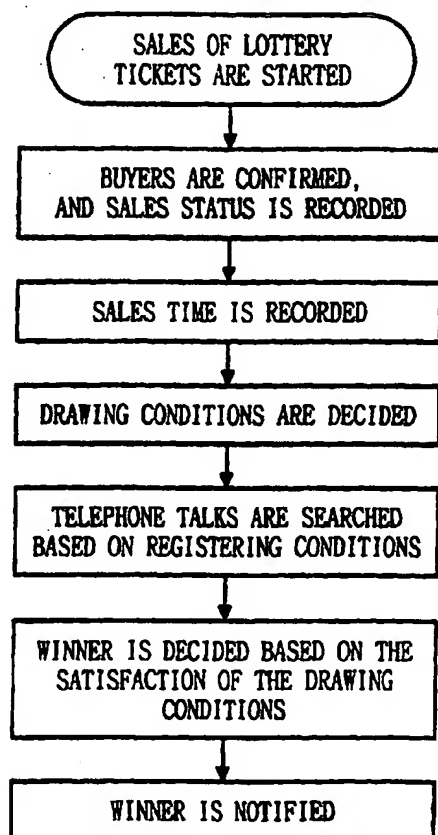 SALES OF LOTTERY
TICKETS ARE STARTED
BUYERS ARE CONFIRMED,
AND SALES STATUS IS RECORDED
SALES TIME IS RECORDED
DRAWING CONDITIONS ARE DECIDED
TELEPHONE TALKS ARE SEARCHED
BASED ON REGISTERING CONDITIONS
WINNER IS DECIDED BASED ON THE
SATISFACTION OF THE DRAWING
CONDITIONS
WINNER IS NOTIFIED